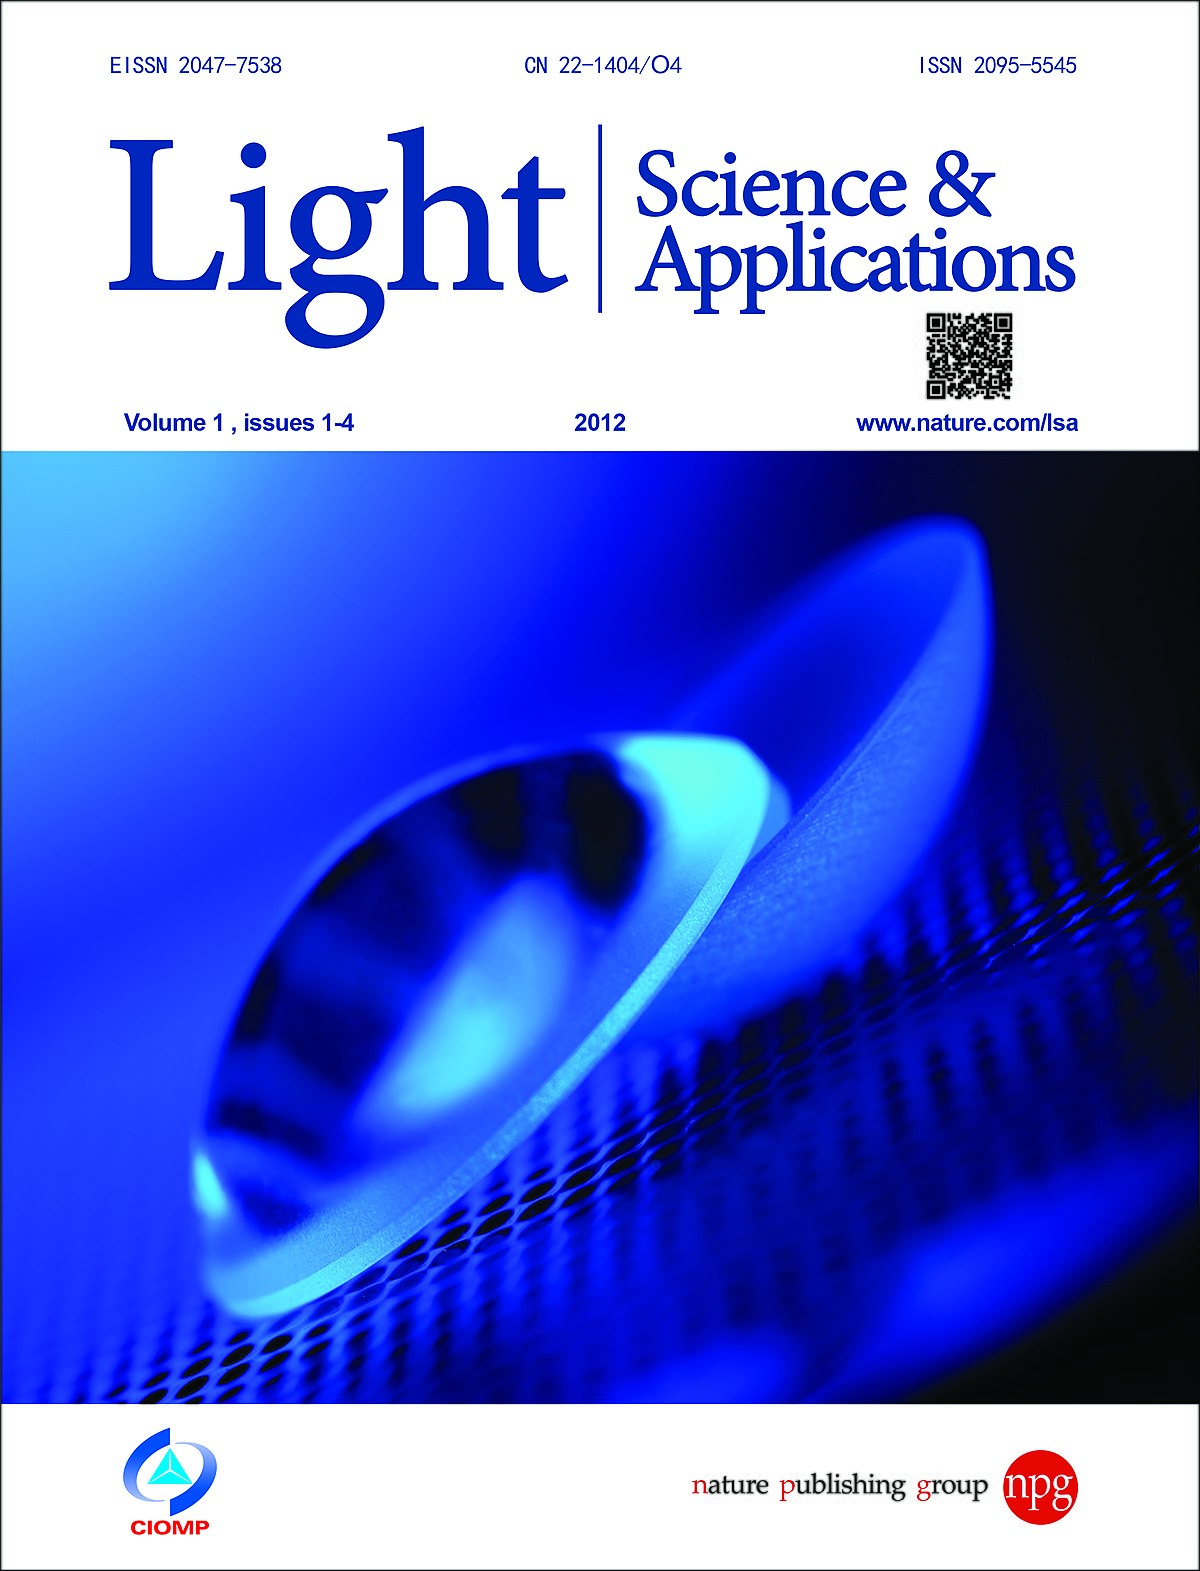 EISSN 2047-7538
CN 22-1404/O4
ISSN 2095-5545
Light
Science &
Applications
Volume 1 , issues 1-4
2012
www.nature.com/lsa
CIOMP
nature publishing group
npg